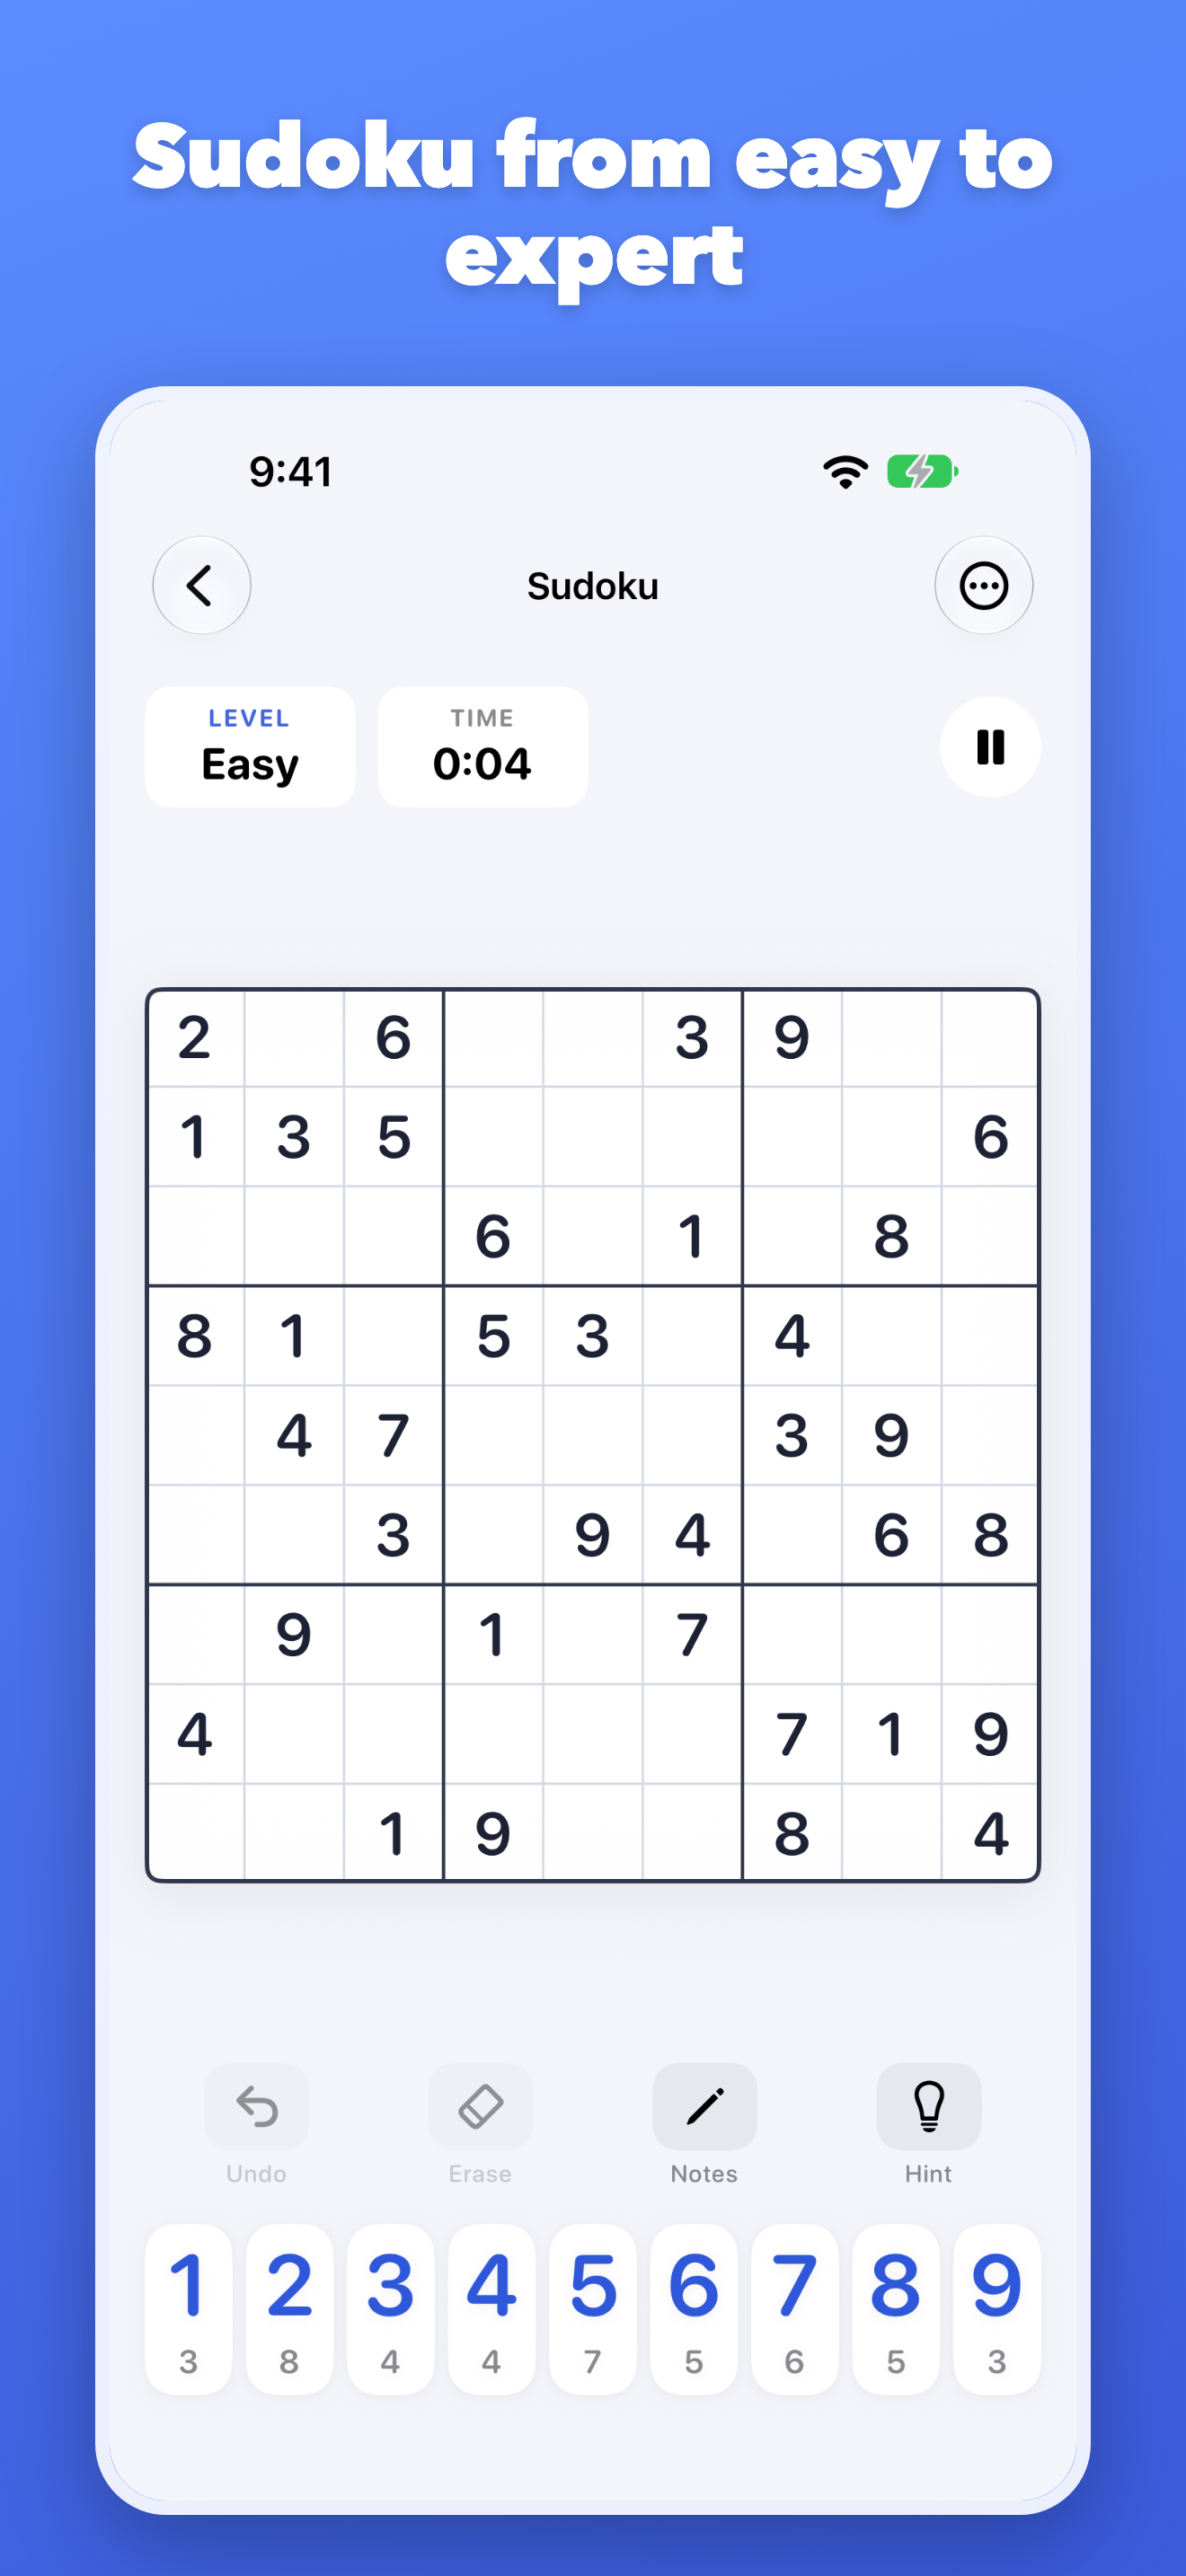 Sudoku from easy to
expert
9:41
Sudoku
LEVEL
Easy
TIME
0:04
2 6 3 9
1 3 5 6
6 1 8
8 1 5 3 4
4 7 3 9
3 9 4 6 8
9 1 7
4 7 1 9
1 9 8 4
Undo Erase Notes Hint
1 2 3 4 5 6 7 8 9
3 8 4 4 7 5 6 5 3